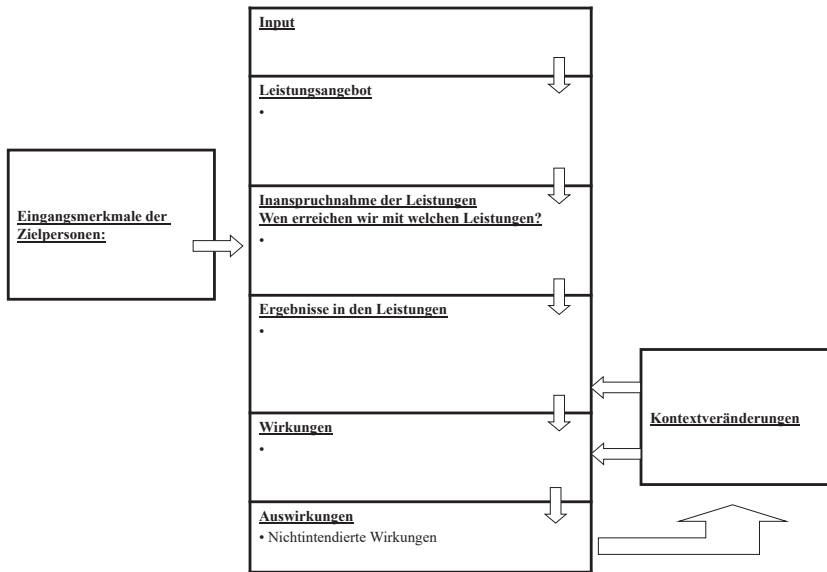 Input
Leistungsangebot
•
Eingangsmerkmale der
Zielpersonen:
Inanspruchnahme der Leistungen
Wen erreichen wir mit welchen Leistungen?
•
Ergebnisse in den Leistungen
•
Kontextveränderungen
Wirkungen
•
Auswirkungen
• Nichtintendierte Wirkungen